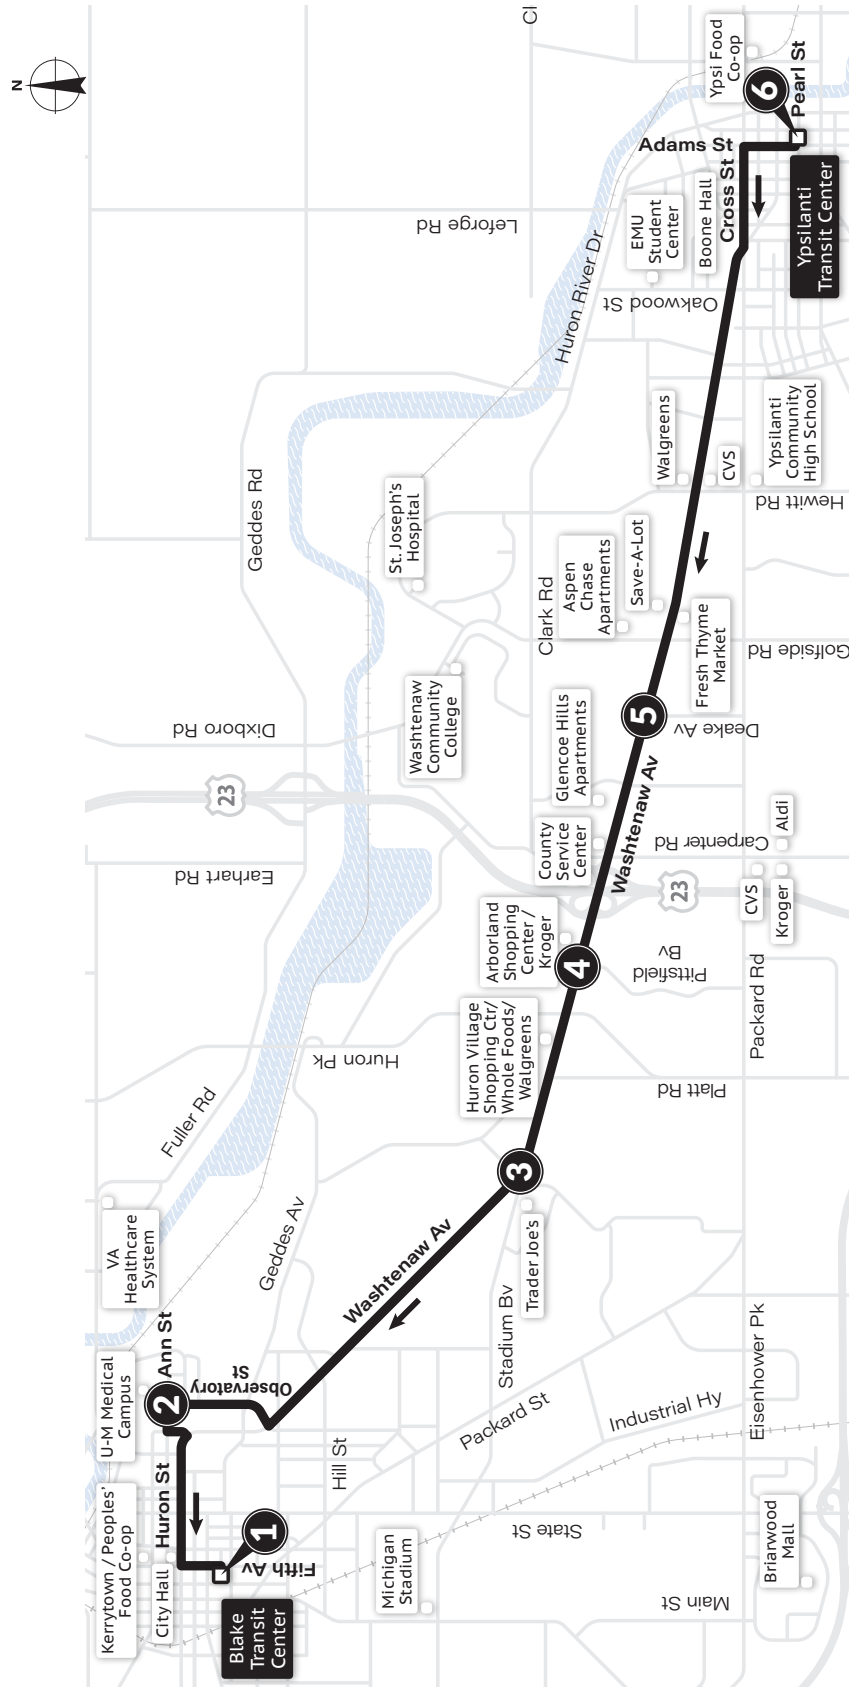 N
Cl
Ypsi Food
Co-op
6
Pearl St
Adams St
Cross St
Ypsilanti
Transit Center
Boone Hall
EMU
Student
Center
Leforge Rd
Huron River Dr
Oakwood St
Geddes Rd
St. Joseph's
Hospital
Walgreens
CVS
Ypsilanti
Community
High School
Hewitt Rd
Clark Rd
Aspen
Chase
Apartments
Save-A-Lot
Fresh Thyme
Market
Golfside Rd
Dixboro Rd
23
Washtenaw
Community
College
Glencoe Hills
Apartments
5
Deake Av
Washtenaw Av
Earhart Rd
County
Service
Center
Carpenter Rd
Aldi
23
CVS
Kroger
Arborland
Shopping
Center /
Kroger
4
Pittsfield
Bv
Packard Rd
Huron Pk
Huron Village
Shopping Ctr/
Whole Foods/
Walgreens
Platt Rd
Fuller Rd
3
VA
Healthcare
System
Geddes Av
Washtenaw Av
Trader Joe's
Stadium Bv
Ann St
U-M Medical
Campus
2
Observatory
St
Packard St
Industrial Hy
Eisenhower Pk
Hill St
Huron St
Kerrytown / Peoples'
Food Co-op
City Hall
1
Fifth Av
Blake
Transit
Center
Michigan
Stadium
State St
Main St
Briarwood
Mall